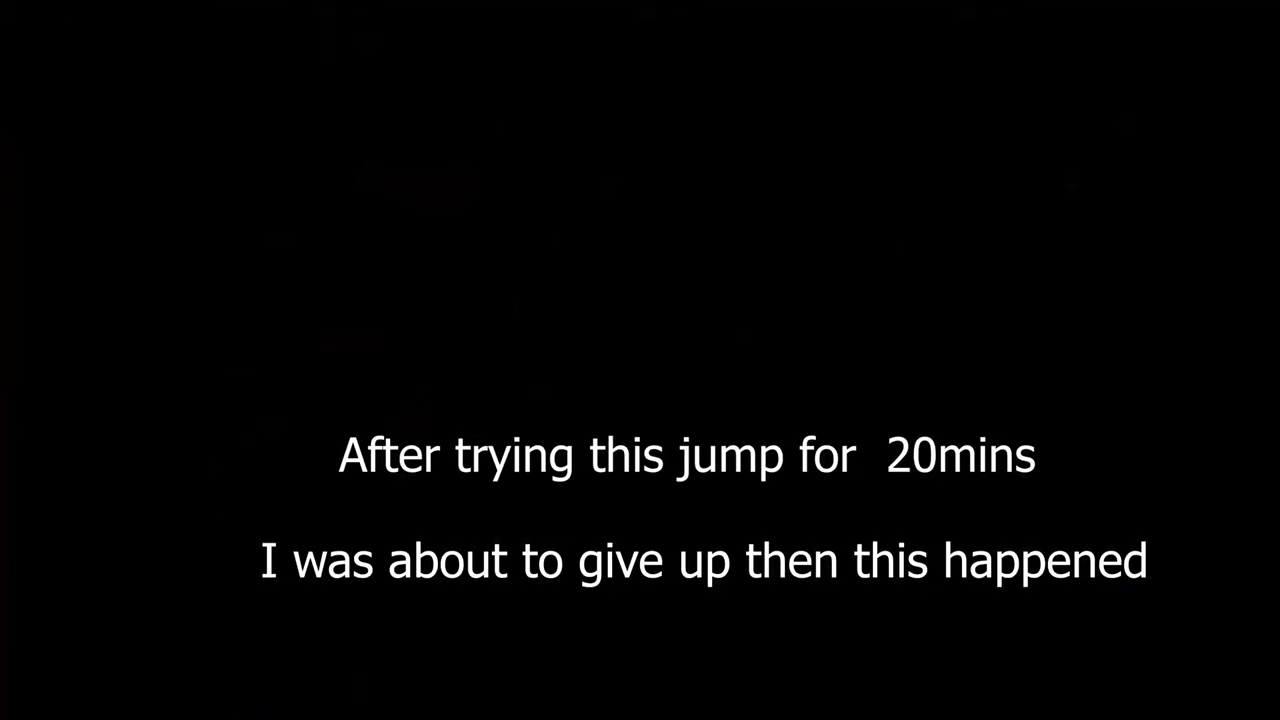 After trying this jump for  20mins
I was about to give up then this happened